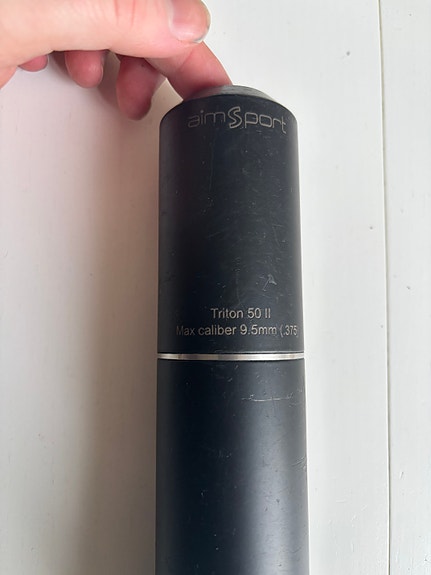 aimSport
Triton 50 II
Max caliber 9.5mm (.375)